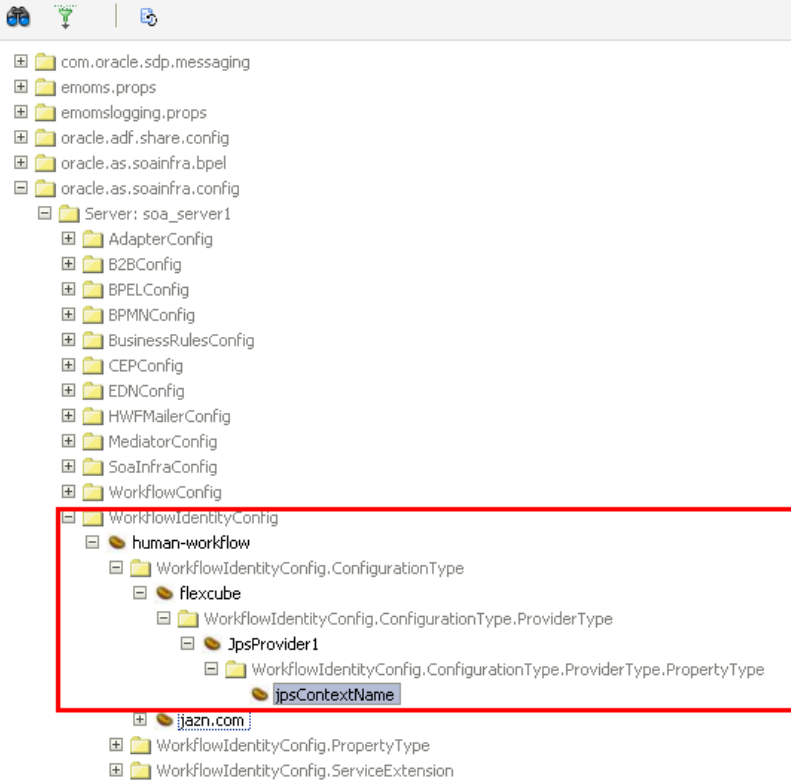 com.oracle.sdp.messaging
emoms.props
emomslogging.props
oracle.adf.share.config
oracle.as.soainfra.bpel
oracle.as.soainfra.config
Server: soa_server1
AdapterConfig
B2BConfig
BPELConfig
BPMNConfig
BusinessRulesConfig
CEPConfig
EDNConfig
HWFMailerConfig
MediatorConfig
SoaInfraConfig
WorkflowConfig
WorkflowIdentityConfig
human-workflow
WorkflowIdentityConfig.ConfigurationType
flexcube
WorkflowIdentityConfig.ConfigurationType.ProviderType
JpsProvider1
WorkflowIdentityConfig.ConfigurationType.ProviderType.PropertyType
jpsContextName
jazn.com
WorkflowIdentityConfig.PropertyType
WorkflowIdentityConfig.ServiceExtension